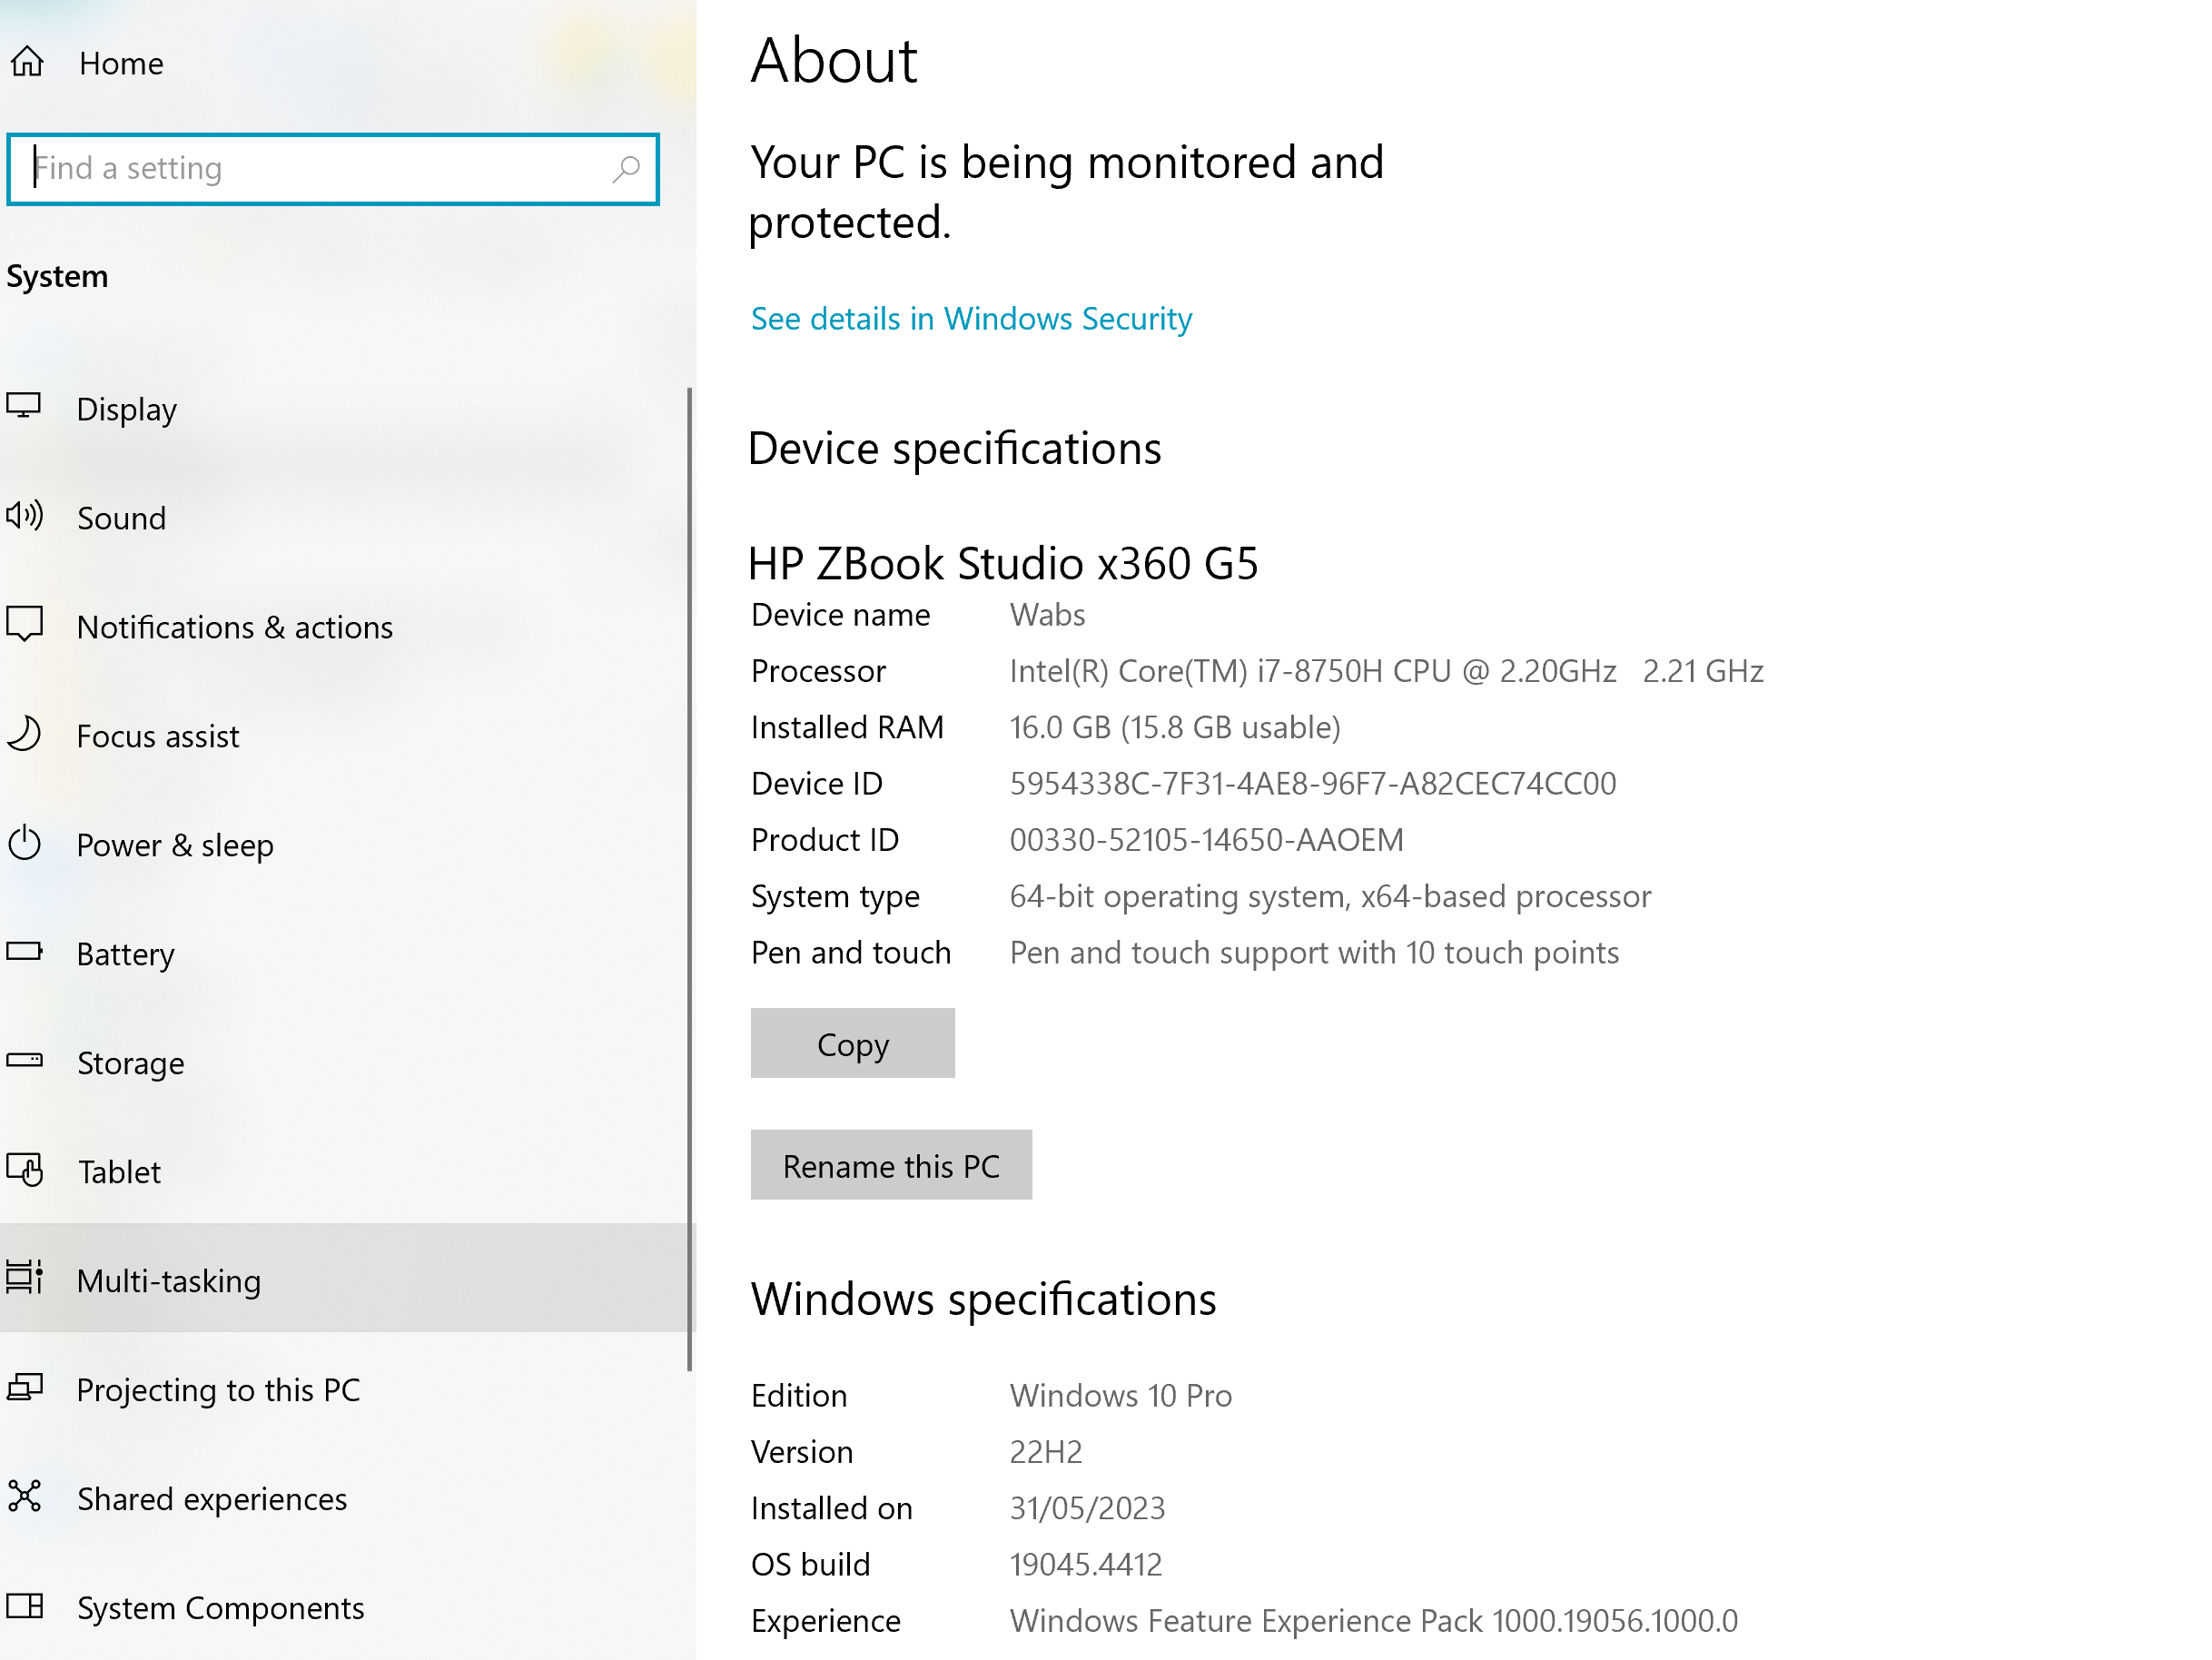 Home
Find a setting
System
Display
Sound
Notifications & actions
Focus assist
Power & sleep
Battery
Storage
Tablet
Multi-tasking
Projecting to this PC
Shared experiences
System Components
About
Your PC is being monitored and
protected.
See details in Windows Security
Device specifications
HP ZBook Studio x360 G5
Device name Wabs
Processor Intel(R) Core(TM) i7-8750H CPU @ 2.20GHz 2.21 GHz
Installed RAM 16.0 GB (15.8 GB usable)
Device ID 5954338C-7F31-4AE8-96F7-A82CEC74CC00
Product ID 00330-52105-14650-AAOEM
System type 64-bit operating system, x64-based processor
Pen and touch Pen and touch support with 10 touch points
Copy
Rename this PC
Windows specifications
Edition Windows 10 Pro
Version 22H2
Installed on 31/05/2023
OS build 19045.4412
Experience Windows Feature Experience Pack 1000.19056.1000.0